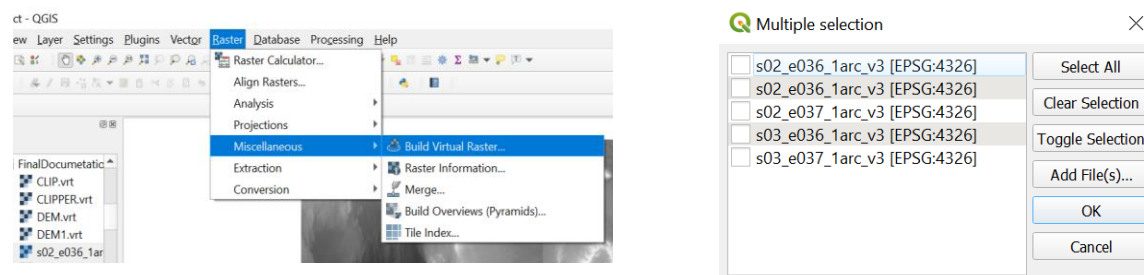 ct - QGIS
ew Layer Settings Plugins Vector Raster Database Processing Help
Raster Calculator...
Align Rasters...
Analysis
Projections
Miscellaneous
Extraction
Conversion
Build Virtual Raster...
Raster Information...
Merge...
Build Overviews (Pyramids)...
Tile Index...
FinalDocumetatic
CLIP.vrt
CLIPPER.vrt
DEM.vrt
DEM1.vrt
s02_e036_1ar
Multiple selection
s02_e036_1arc_v3 [EPSG:4326]
s02_e036_1arc_v3 [EPSG:4326]
s02_e037_1arc_v3 [EPSG:4326]
s03_e036_1arc_v3 [EPSG:4326]
s03_e037_1arc_v3 [EPSG:4326]
Select All
Clear Selection
Toggle Selection
Add File(s)...
OK
Cancel